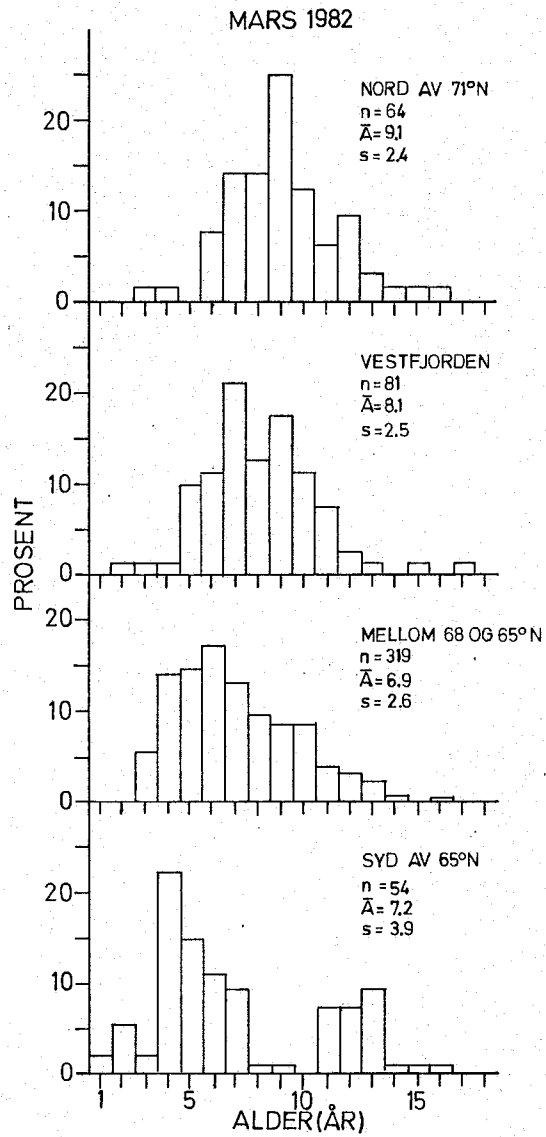 MARS 1982
NORD AV 71°N
n=64
Ā=9.1
s=2.4
20
10
0
VESTFJORDEN
n=81
Ā=8.1
s=2.5
20
10
0
PROSENT
MELLOM 68 OG 65°N
n=319
Ā=6.9
s=2.6
20
10
0
SYD AV 65°N
n=54
Ā=7.2
s=3.9
20
10
0
1 5 10 15
ALDER(ÅR)